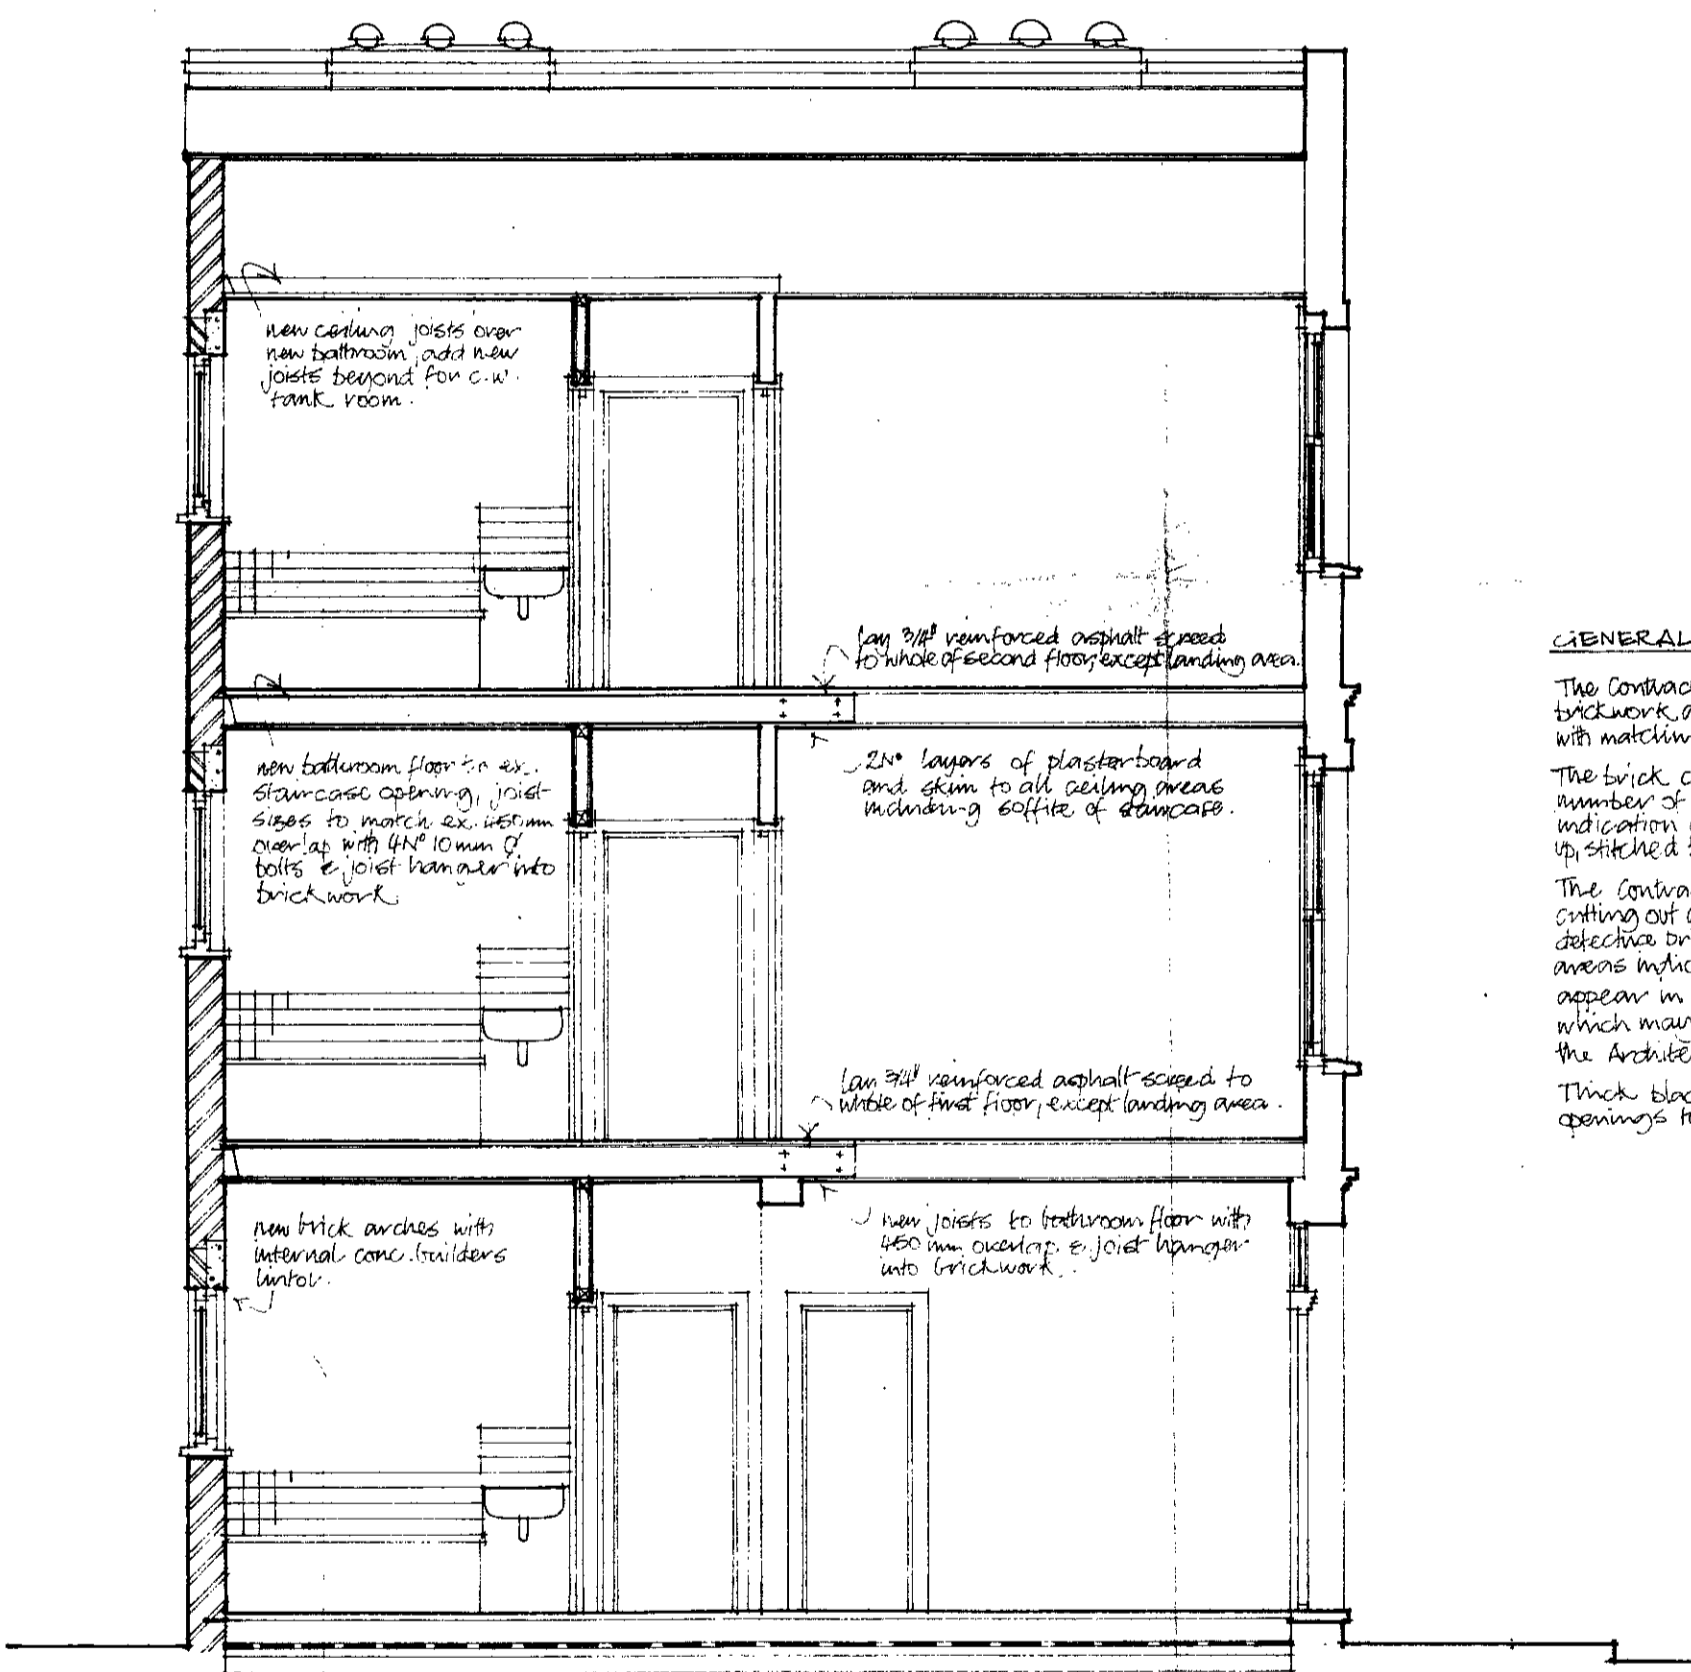 new ceiling joists over
new bathroom, add new
joists beyond for c.w.
tank room.
lay 3/4" reinforced asphalt screed
to whole of second floor, except landing area.
new bathroom floor in ex.
staircase opening, joist
sizes to match ex. 450mm
overlap with 4Nº 10mm Ø
bolts & joist hanger into
brickwork.
2Nº layers of plasterboard
and skim to all ceiling areas
including soffite of staircase.
lay 3/4" reinforced asphalt screed to
whole of first floor, except landing area.
new brick arches with
internal conc. builders
lintol.
new joists to bathroom floor with
450 mm overlap & joist hanger
into brickwork.
GENERAL
The Contrac
brickwork a
with matchin
The brick c
number of
indication
up, stitched
The Contra
cutting out
defective br
areas indic
appear in
which may
the Archite
Thick blac
openings t